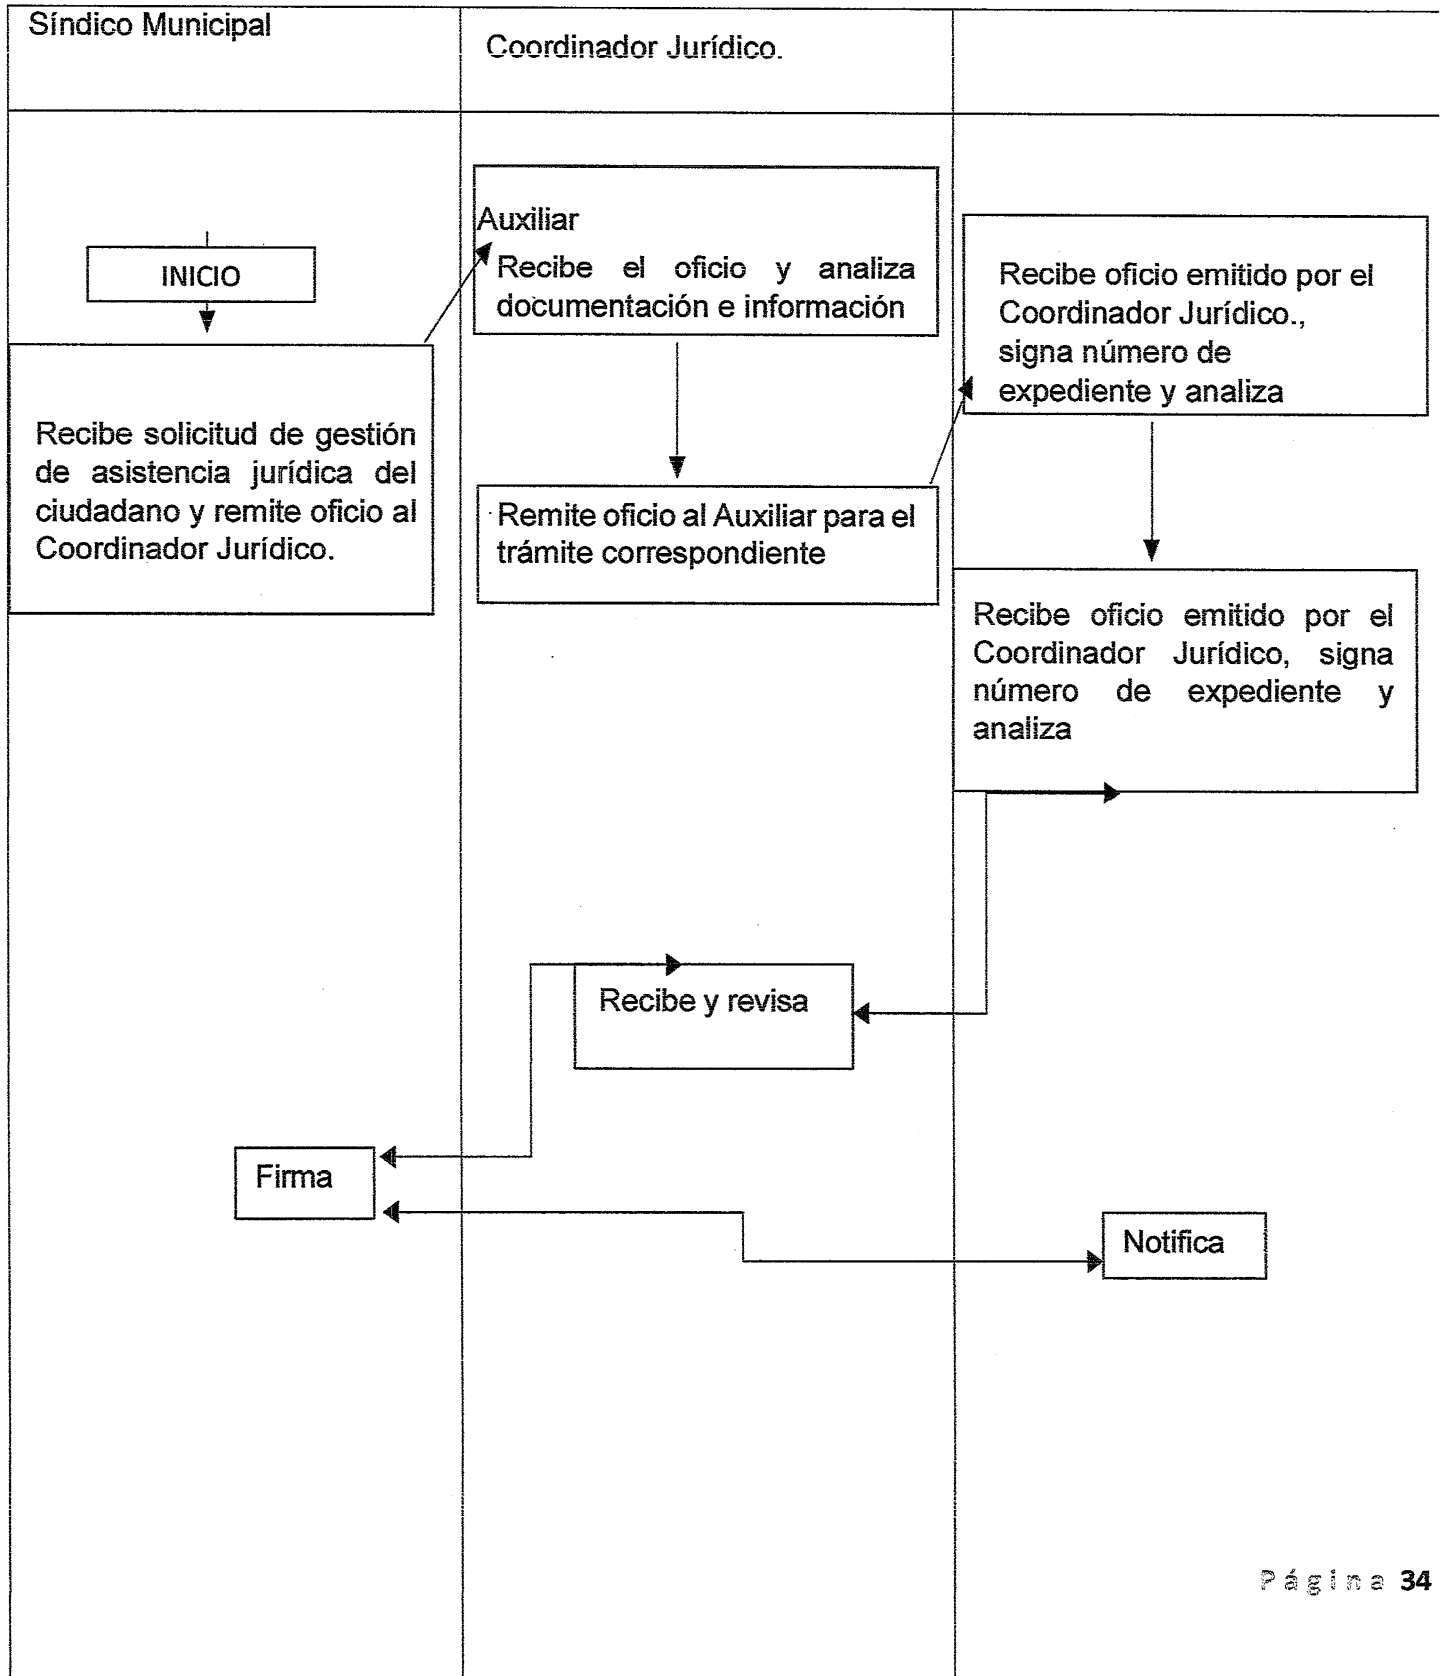 Síndico Municipal
Coordinador Jurídico.
INICIO
Recibe solicitud de gestión
de asistencia jurídica del
ciudadano y remite oficio al
Coordinador Jurídico.
Auxiliar
Recibe el oficio y analiza
documentación e información
Remite oficio al Auxiliar para el
trámite correspondiente
Recibe oficio emitido por el
Coordinador Jurídico.,
signa número de
expediente y analiza
Recibe oficio emitido por el
Coordinador Jurídico, signa
número de expediente y
analiza
Recibe y revisa
Firma
Notifica
Página 34